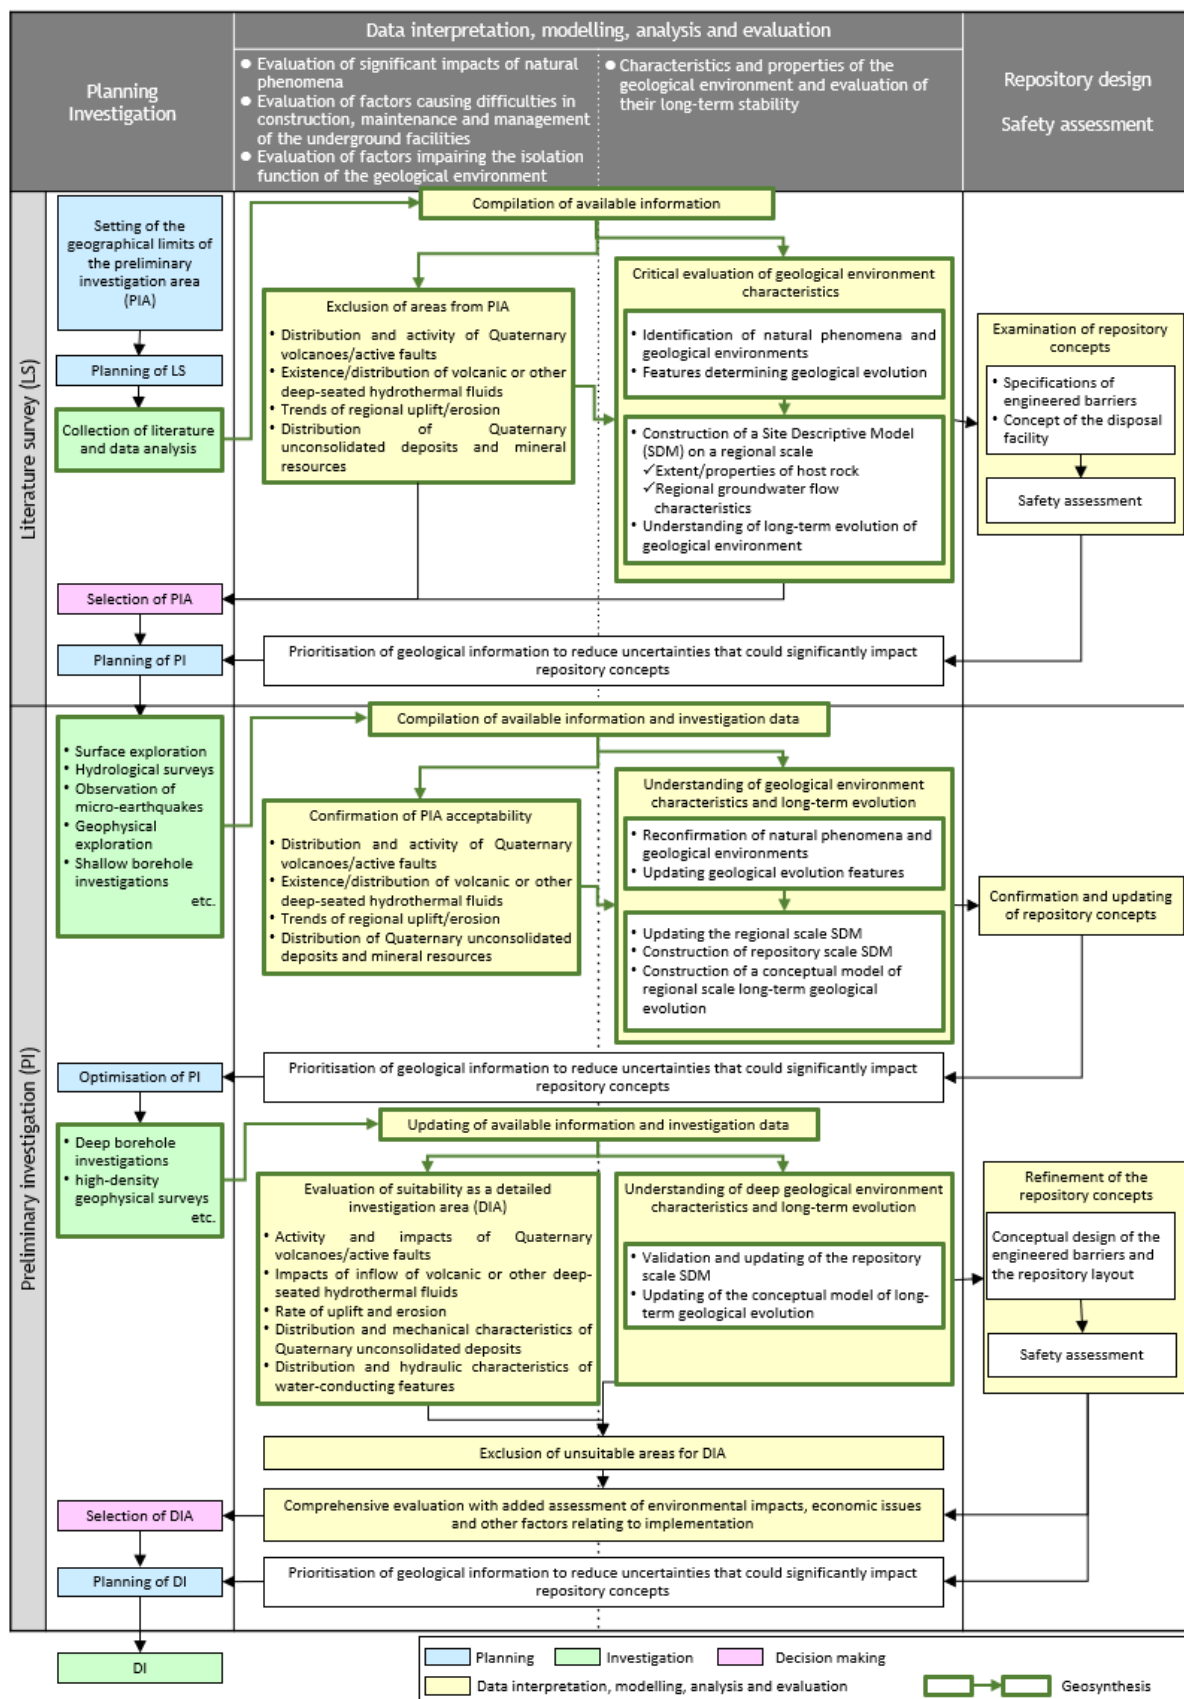 Planning
Investigation
Data interpretation, modelling, analysis and evaluation
● Evaluation of significant impacts of natural
phenomena
● Evaluation of factors causing difficulties in
construction, maintenance and management
of the underground facilities
● Evaluation of factors impairing the isolation
function of the geological environment
● Characteristics and properties of the
geological environment and evaluation of
their long-term stability
Repository design
Safety assessment
Literature survey (LS)
Setting of the
geographical limits of
the preliminary
investigation area
(PIA)
Planning of LS
Collection of literature
and data analysis
Compilation of available information
Exclusion of areas from PIA
• Distribution and activity of Quaternary
volcanoes/active faults
• Existence/distribution of volcanic or other
deep-seated hydrothermal fluids
• Trends of regional uplift/erosion
• Distribution of Quaternary
unconsolidated deposits and mineral
resources
Critical evaluation of geological environment
characteristics
• Identification of natural phenomena and
geological environments
• Features determining geological evolution
• Construction of a Site Descriptive Model
(SDM) on a regional scale
✓Extent/properties of host rock
✓Regional groundwater flow
characteristics
• Understanding of long-term evolution of
geological environment
Examination of repository
concepts
• Specifications of
engineered barriers
• Concept of the disposal
facility
Safety assessment
Selection of PIA
Planning of PI
Prioritisation of geological information to reduce uncertainties that could significantly impact
repository concepts
Preliminary investigation (PI)
• Surface exploration
• Hydrological surveys
• Observation of
micro-earthquakes
• Geophysical
exploration
• Shallow borehole
investigations
etc.
Compilation of available information and investigation data
Confirmation of PIA acceptability
• Distribution and activity of Quaternary
volcanoes/active faults
• Existence/distribution of volcanic or other
deep-seated hydrothermal fluids
• Trends of regional uplift/erosion
• Distribution of Quaternary unconsolidated
deposits and mineral resources
Understanding of geological environment
characteristics and long-term evolution
• Reconfirmation of natural phenomena and
geological environments
• Updating geological evolution features
• Updating the regional scale SDM
• Construction of repository scale SDM
• Construction of a conceptual model of
regional scale long-term geological
evolution
Confirmation and updating
of repository concepts
Optimisation of PI
Prioritisation of geological information to reduce uncertainties that could significantly impact
repository concepts
• Deep borehole
investigations
• high-density
geophysical surveys
etc.
Updating of available information and investigation data
Evaluation of suitability as a detailed
investigation area (DIA)
• Activity and impacts of Quaternary
volcanoes/active faults
• Impacts of inflow of volcanic or other deep-
seated hydrothermal fluids
• Rate of uplift and erosion
• Distribution and mechanical characteristics of
Quaternary unconsolidated deposits
• Distribution and hydraulic characteristics of
water-conducting features
Understanding of deep geological environment
characteristics and long-term evolution
• Validation and updating of the repository
scale SDM
• Updating of the conceptual model of long-
term geological evolution
Refinement of the
repository concepts
Conceptual design of the
engineered barriers and
the repository layout
Safety assessment
Exclusion of unsuitable areas for DIA
Selection of DIA
Comprehensive evaluation with added assessment of environmental impacts, economic issues
and other factors relating to implementation
Planning of DI
Prioritisation of geological information to reduce uncertainties that could significantly impact
repository concepts
DI
Planning
Investigation
Decision making
Data interpretation, modelling, analysis and evaluation
Geosynthesis